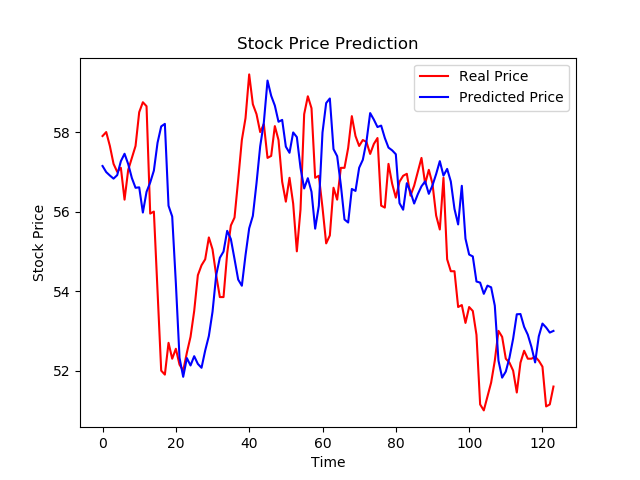 Stock Price Prediction
Real Price
Predicted Price
Stock Price
58
56
54
52
0 20 40 60 80 100 120
Time